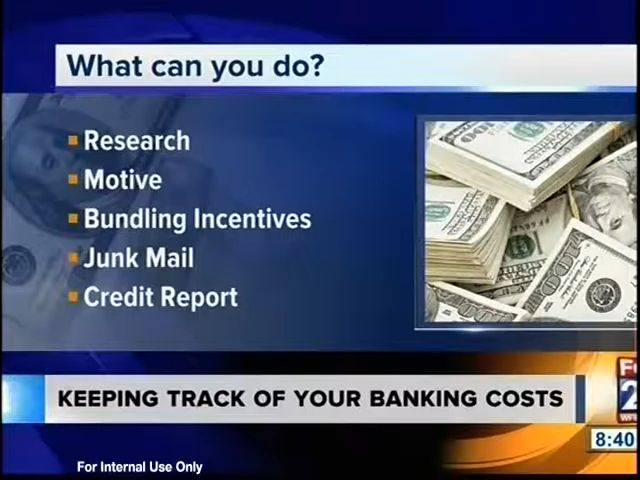 What can you do?
Research
Motive
Bundling Incentives
Junk Mail
Credit Report
KEEPING TRACK OF YOUR BANKING COSTS
8:40
For Internal Use Only